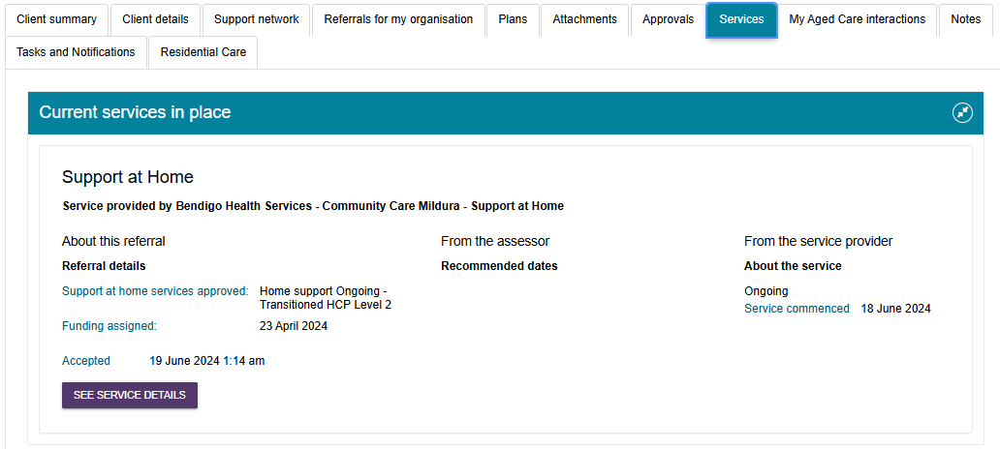 Client summary
Client details
Support network
Referrals for my organisation
Plans
Attachments
Approvals
Services
My Aged Care interactions
Notes
Tasks and Notifications
Residential Care
Current services in place
Support at Home
Service provided by Bendigo Health Services - Community Care Mildura - Support at Home
About this referral
Referral details
Support at home services approved: Home support Ongoing -
Transitioned HCP Level 2
Funding assigned: 23 April 2024
Accepted 19 June 2024 1:14 am
SEE SERVICE DETAILS
From the assessor
Recommended dates
From the service provider
About the service
Ongoing
Service commenced 18 June 2024